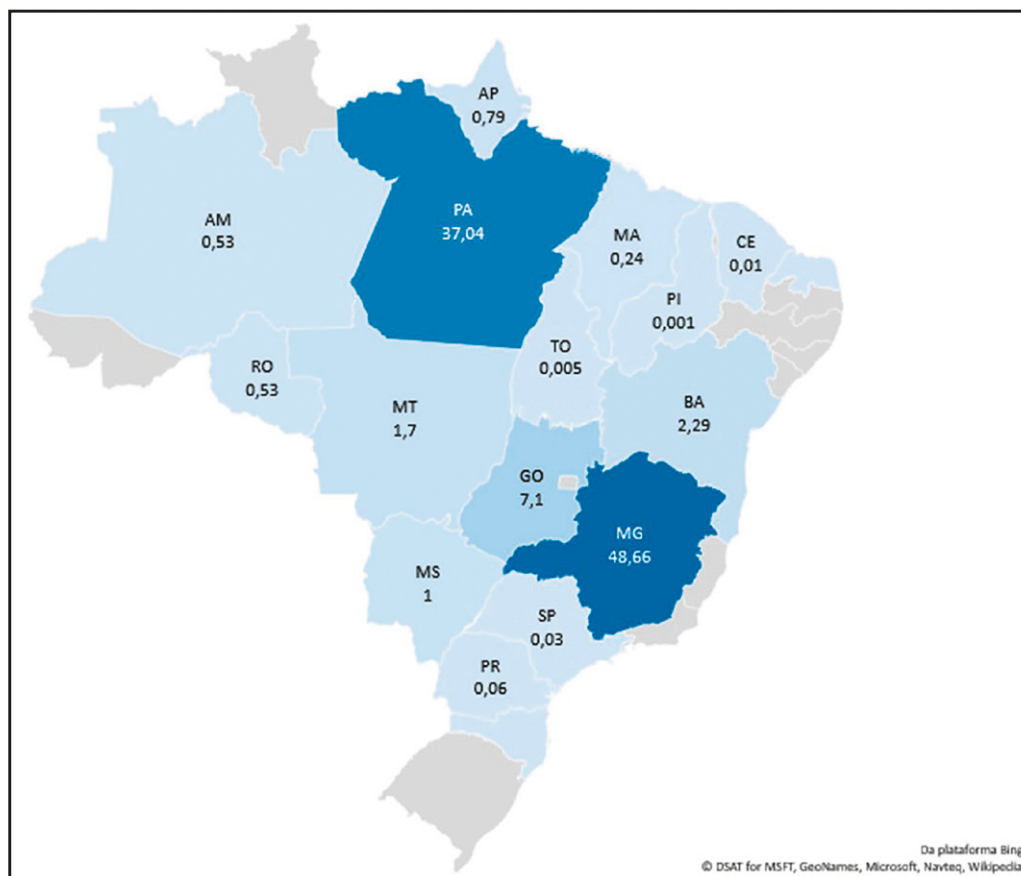 AP
0,79
PA
37,04
AM
0,53
MA
0,24
CE
0,01
PI
0,001
TO
0,005
RO
0,53
MT
1,7
BA
2,29
GO
7,1
MG
48,66
MS
1
SP
0,03
PR
0,06
Da plataforma Bing
© DSAT for MSFT, GeoNames, Microsoft, Navteq, Wikipedia